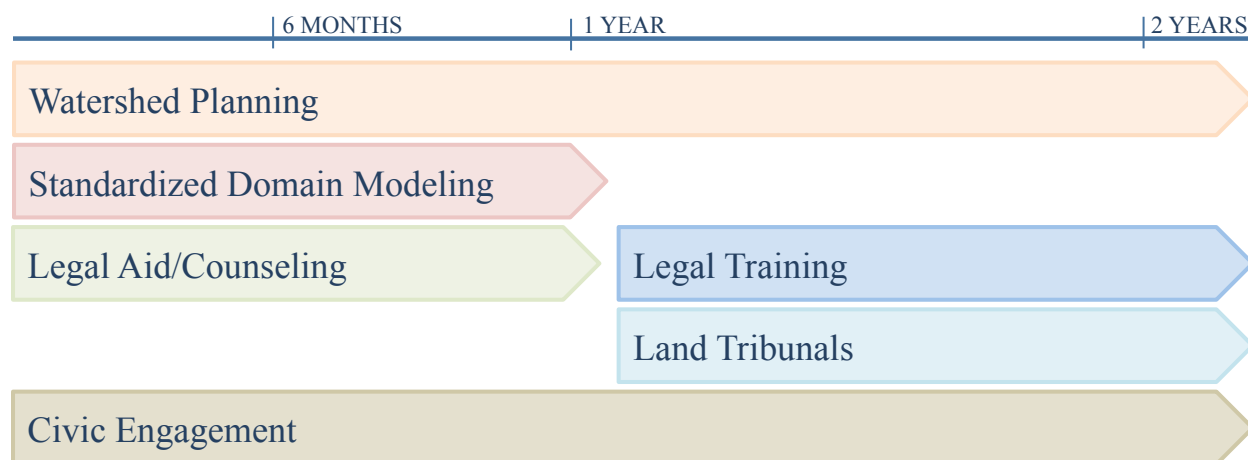 6 MONTHS 1 YEAR 2 YEARS
Watershed Planning
Standardized Domain Modeling
Legal Aid/Counseling Legal Training
Land Tribunals
Civic Engagement